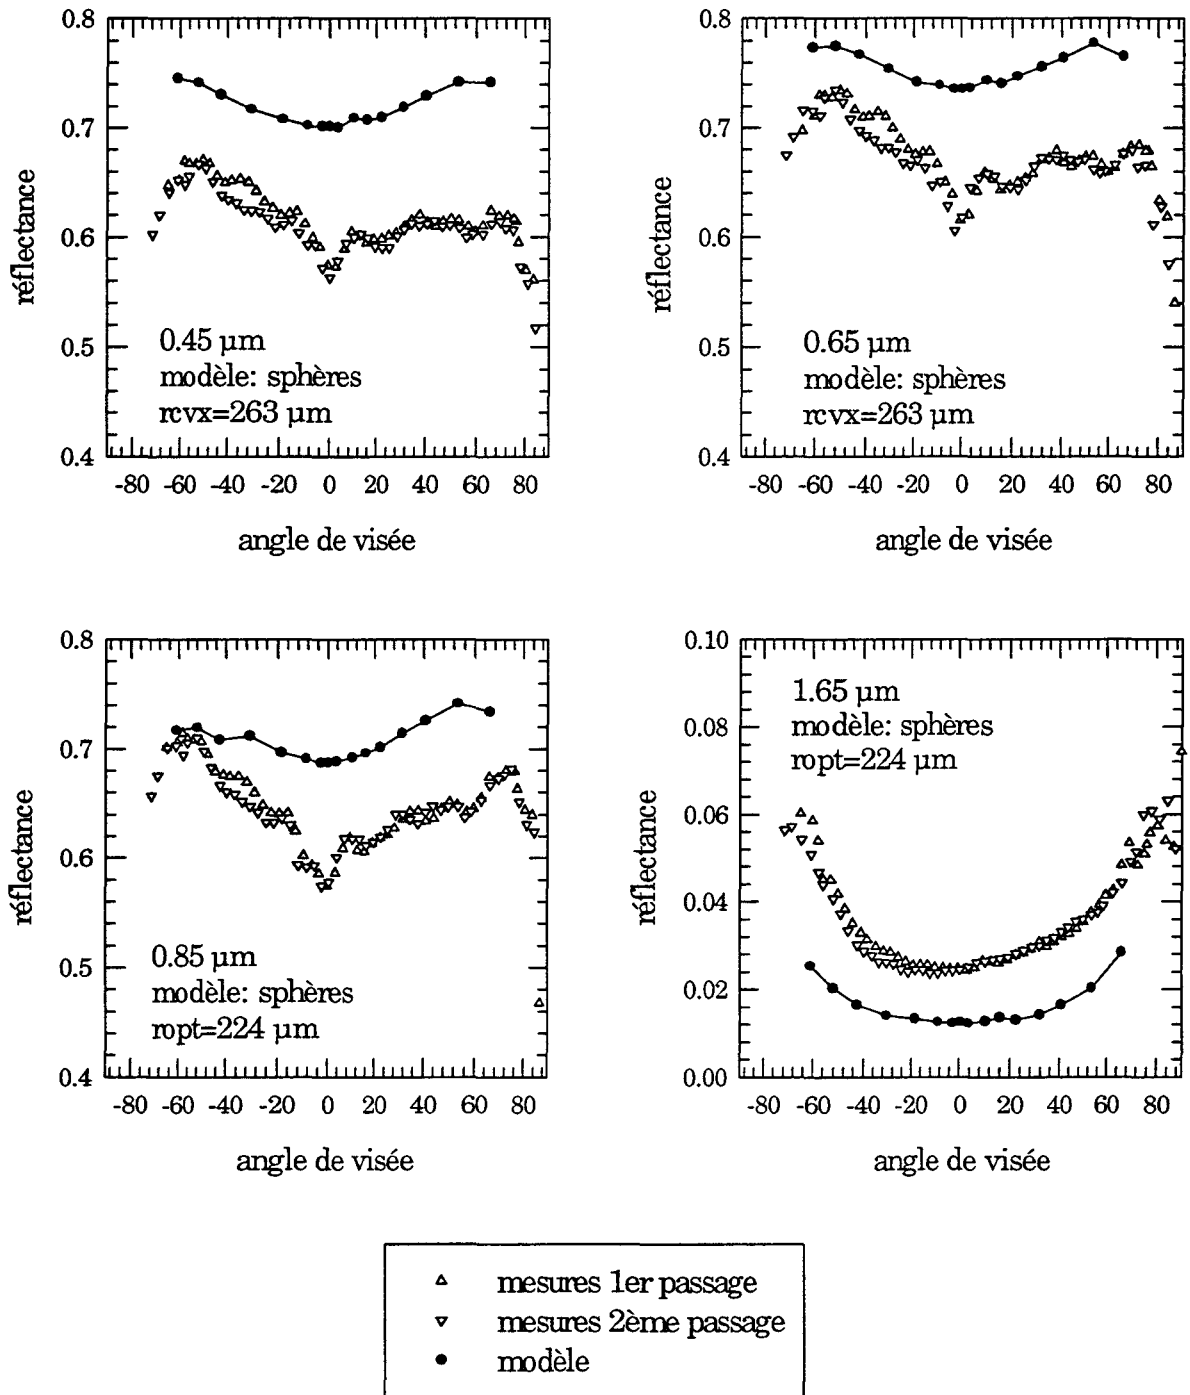 0.8
0.7
0.6
0.5
0.4
réflectance
0.45 µm
modèle: sphères
rcvx=263 µm
-80 -60 -40 -20 0 20 40 60 80
angle de visée
0.8
0.7
0.6
0.5
0.4
réflectance
0.65 µm
modèle: sphères
rcvx=263 µm
-80 -60 -40 -20 0 20 40 60 80
angle de visée
0.8
0.7
0.6
0.5
0.4
réflectance
0.85 µm
modèle: sphères
ropt=224 µm
-80 -60 -40 -20 0 20 40 60 80
angle de visée
0.10
0.08
0.06
0.04
0.02
0.00
réflectance
1.65 µm
modèle: sphères
ropt=224 µm
-80 -60 -40 -20 0 20 40 60 80
angle de visée
mesures 1er passage
mesures 2ème passage
modèle